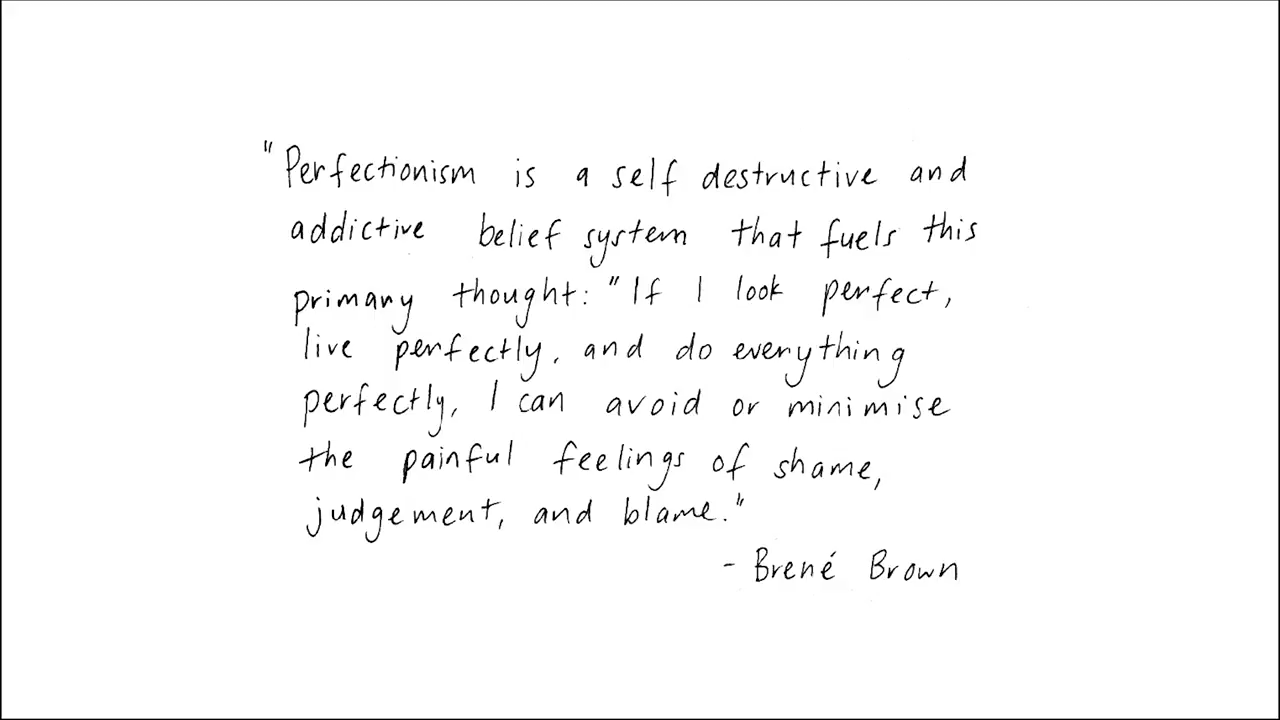 "Perfectionism is a self destructive and
addictive belief system that fuels this
primary thought: "If I look perfect,
live perfectly, and do everything
perfectly, I can avoid or minimise
the painful feelings of shame,
judgement, and blame."
- Brené Brown